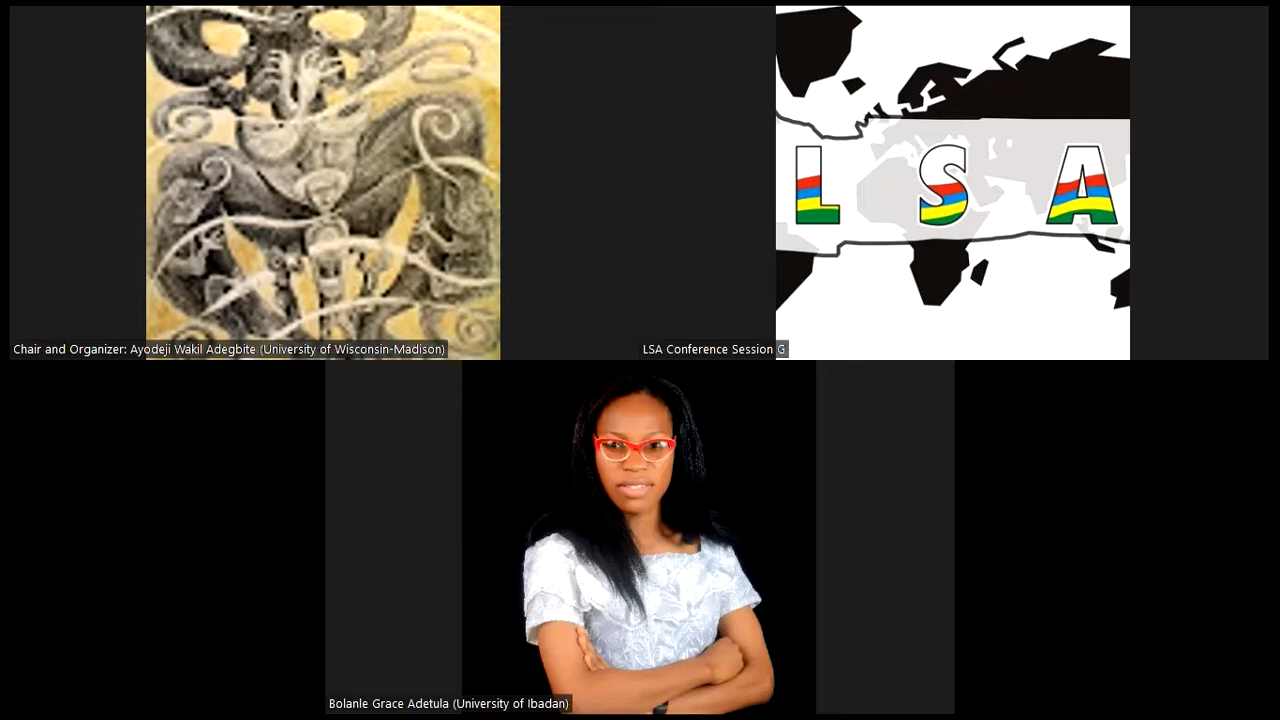 L S A
Chair and Organizer: Ayodeji Wakil Adegbite (University of Wisconsin-Madison)
LSA Conference Session G
Bolanle Grace Adetula (University of Ibadan)